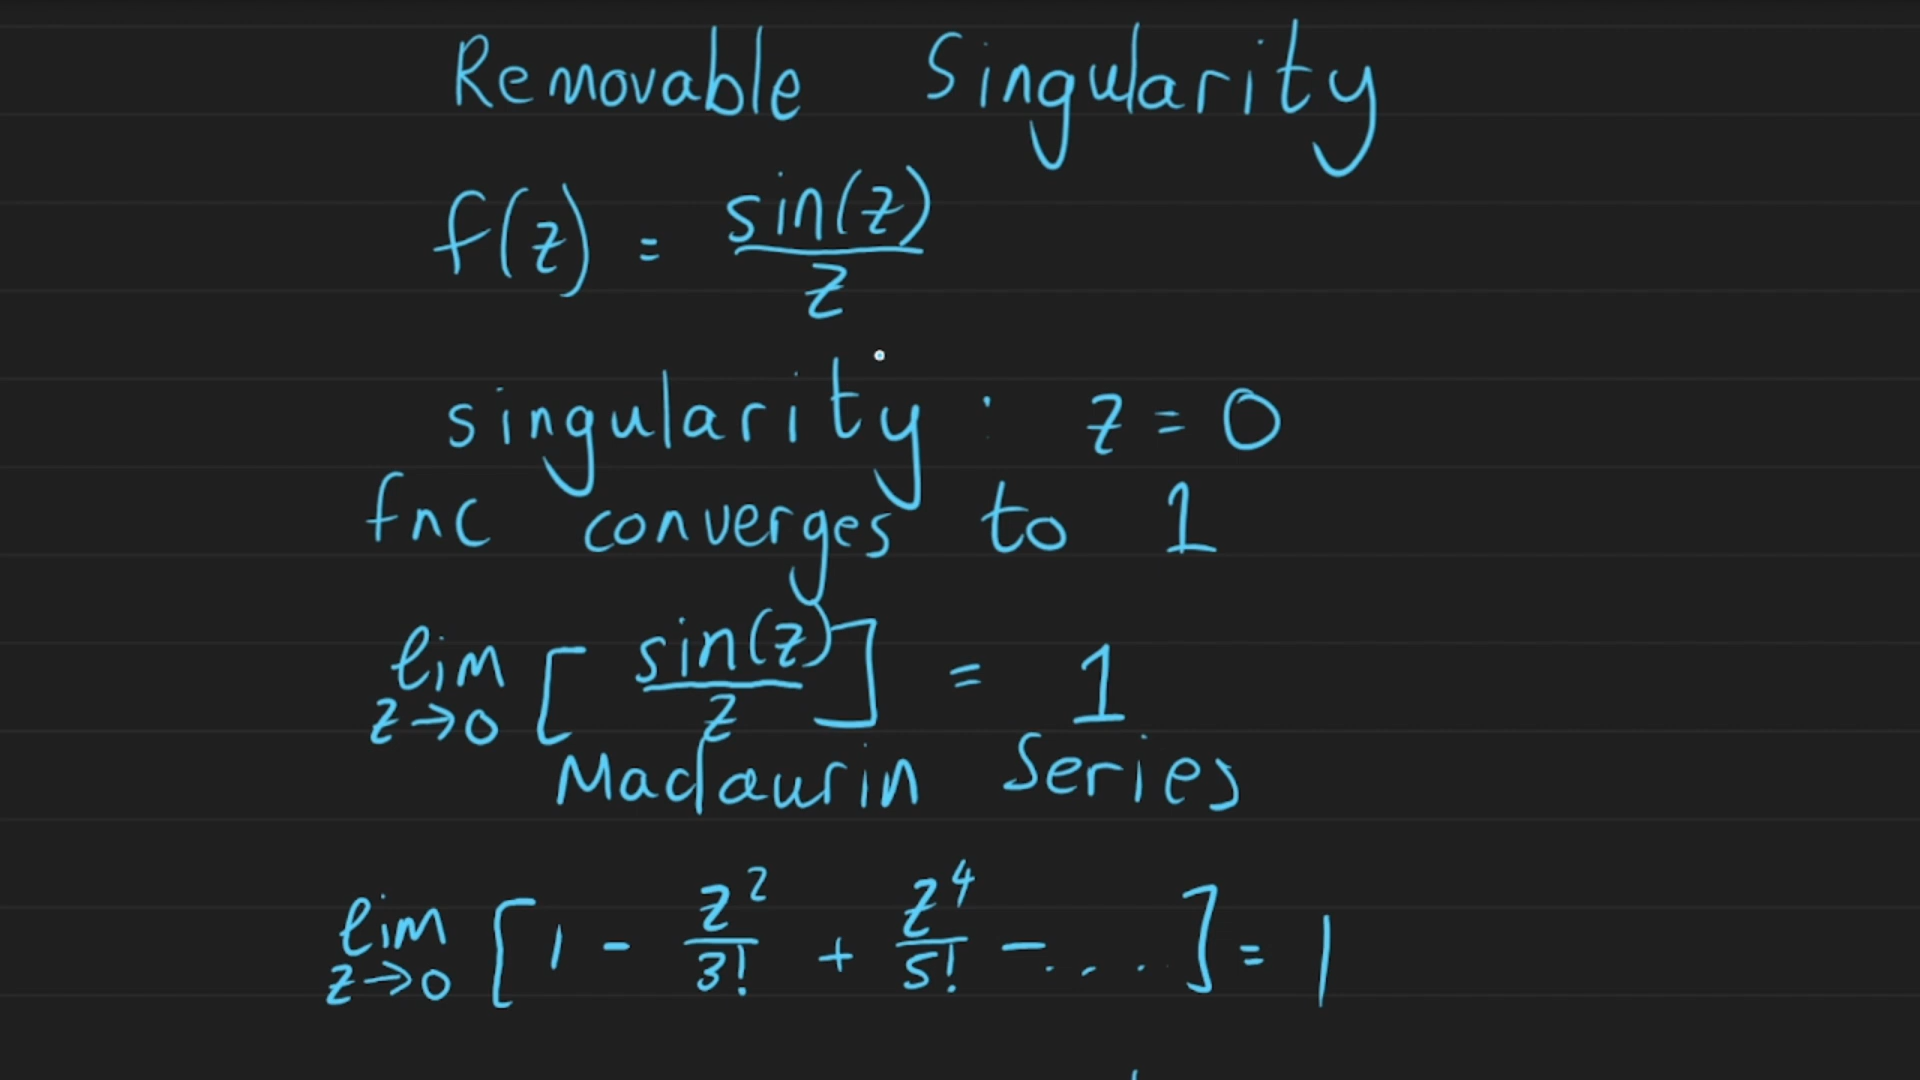 Removable Singularity
f(z) = sin(z)/z
singularity : z = 0
fnc converges to 1
lim z→0 [ sin(z)/z ] = 1
Maclaurin Series
lim z→0 [ 1 - z²/3! + z⁴/5! - ... ] = 1